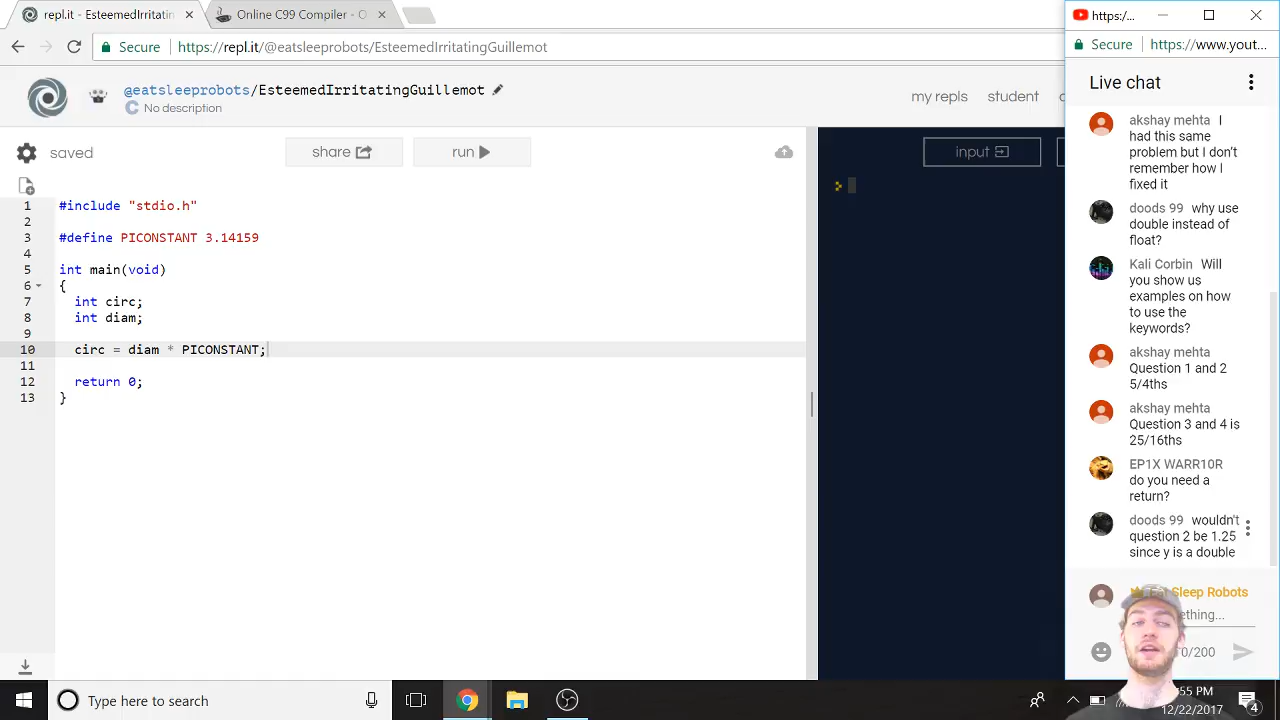 repl.it - EsteemedIrritatin
Online C99 Compiler - C
https:/...
Secure https://repl.it/@eatsleeprobots/EsteemedIrritatingGuillemot
Secure https://www.yout...
@eatsleeprobots/EsteemedIrritatingGuillemot
No description
my repls student
Live chat
saved
share
run
input
1 #include "stdio.h"
2
3 #define PICONSTANT 3.14159
4
5 int main(void)
6 {
7 int circ;
8 int diam;
9
10 circ = diam * PICONSTANT;
11
12 return 0;
13 }
akshay mehta I
had this same
problem but I don't
remember how I
fixed it
doods 99 why use
double instead of
float?
Kali Corbin Will
you show us
examples on how
to use the
keywords?
akshay mehta
Question 1 and 2
5/4ths
akshay mehta
Question 3 and 4 is
25/16ths
EP1X WARR10R
do you need a
return?
doods 99 wouldn't
question 2 be 1.25
since y is a double
Sleep Robots
0/200
Type here to search
:55 PM
12/22/2017
4